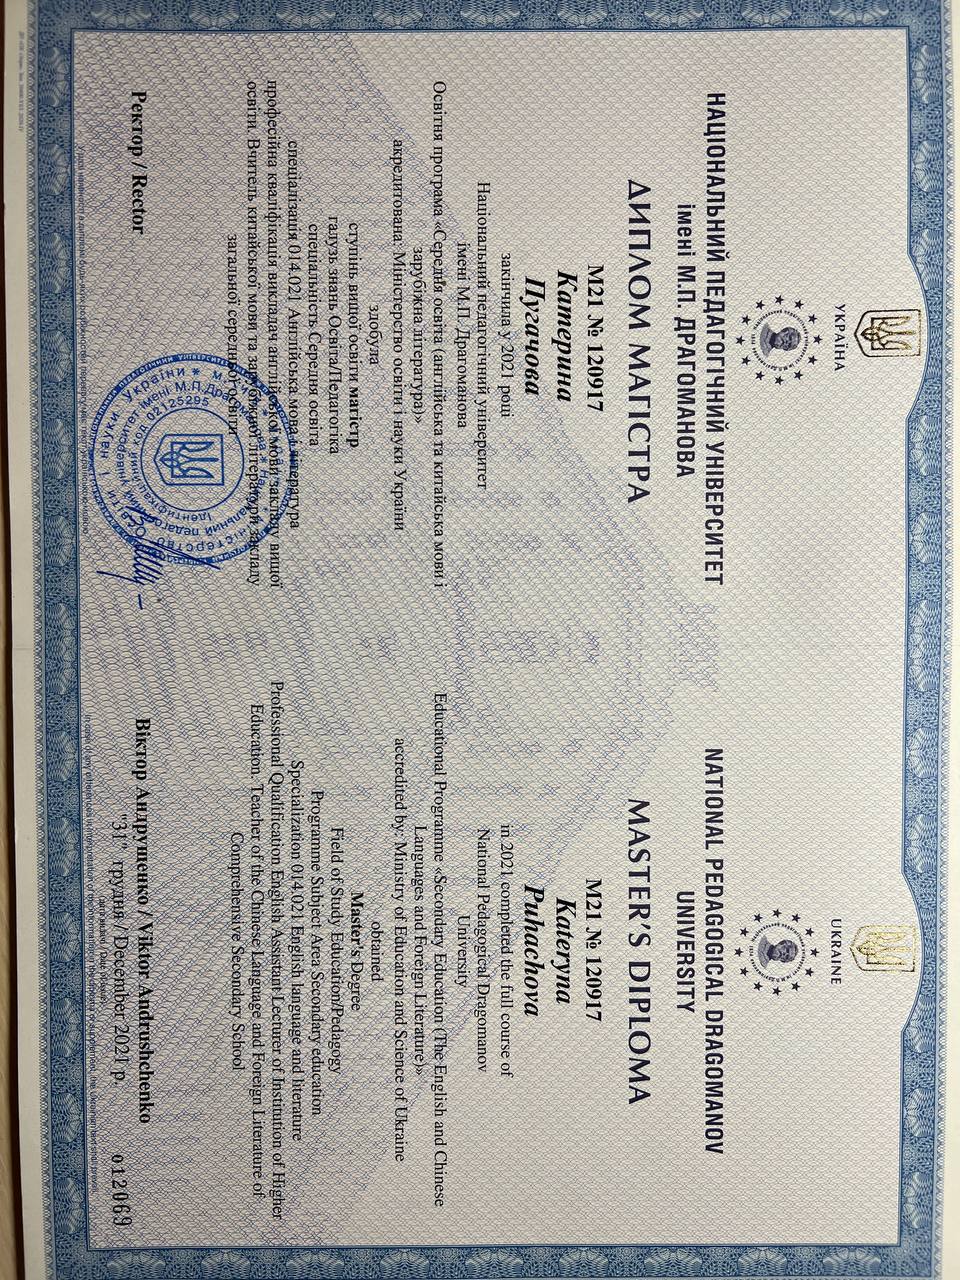 УКРАЇНА
НАЦІОНАЛЬНИЙ ПЕДАГОГІЧНИЙ УНІВЕРСИТЕТ
імені М.П. ДРАГОМАНОВА
ДИПЛОМ МАГІСТРА
М21 № 120917
Катерина
Пугачова
закінчила у 2021 році
Національний педагогічний університет
імені М.П. Драгоманова
Освітня програма «Середня освіта (англійська та китайська мови і
зарубіжна література)»
акредитована: Міністерство освіти і науки України
здобула
ступінь вищої освіти магістр
галузь знань Освіта/Педагогіка
спеціальність Середня освіта
спеціалізація 014.021 Англійська мова і література
професійна кваліфікація викладач англійської мови закладу вищої
освіти. Вчитель китайської мови та зарубіжної літератури закладу
загальної середньої освіти
Ректор / Rector
код 02125295
UKRAINE
NATIONAL PEDAGOGICAL DRAGOMANOV
UNIVERSITY
MASTER'S DIPLOMA
M21 № 120917
Kateryna
Puhachova
in 2021 completed the full course of
National Pedagogical Dragomanov
University
Educational Programme «Secondary Education (The English and Chinese
Languages and Foreign Literature)»
accredited by: Ministry of Education and Science of Ukraine
obtained
Master's Degree
Field of Study Education/Pedagogy
Programme Subject Area Secondary education
Specialization 014.021 English language and literature
Professional Qualification English Assistant Lecturer of Institution of Higher
Education. Teacher of the Chinese Language and Foreign Literature of
Comprehensive Secondary School
Віктор Андрущенко / Viktor Andrushchenko
"31" грудня / December 2021 р.
012069